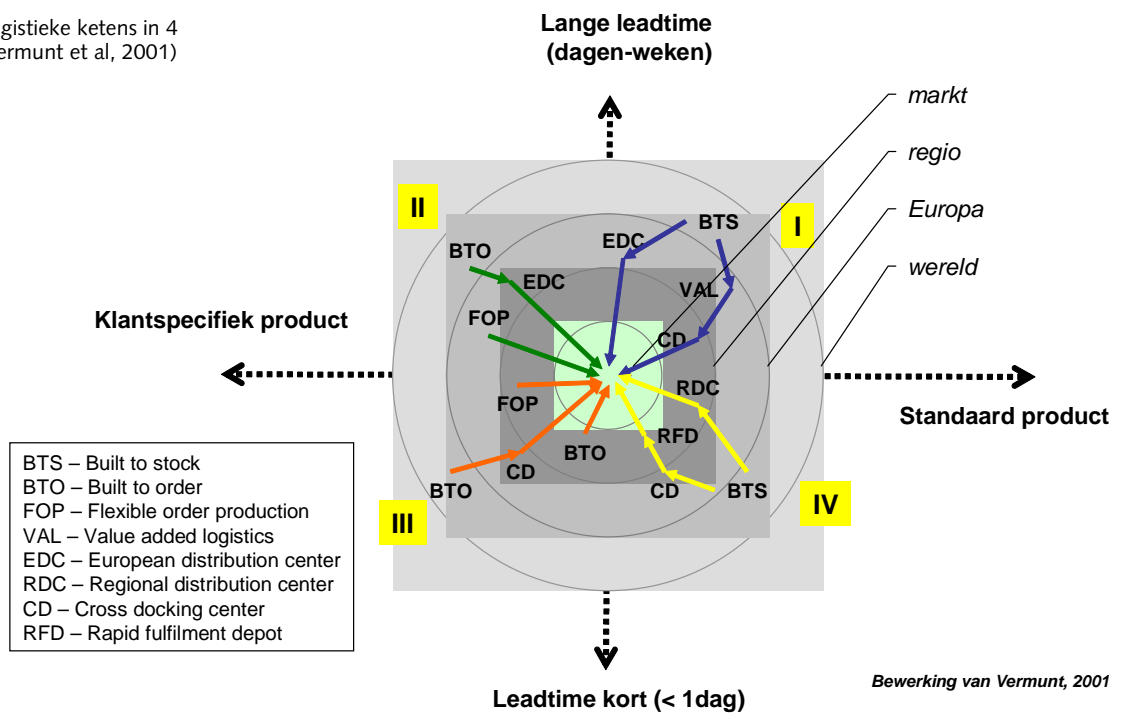 gistieke ketens in 4
ermunt et al, 2001)
Lange leadtime
(dagen-weken)
markt
regio
Europa
wereld
II
I
BTS
EDC
BTO
EDC
VAL
FOP
CD
Klantspecifiek product
Standaard product
RDC
FOP
RFD
BTO
CD
BTO
CD
BTS
III
IV
BTS – Built to stock
BTO – Built to order
FOP – Flexible order production
VAL – Value added logistics
EDC – European distribution center
RDC – Regional distribution center
CD – Cross docking center
RFD – Rapid fulfilment depot
Leadtime kort (< 1dag)
Bewerking van Vermunt, 2001